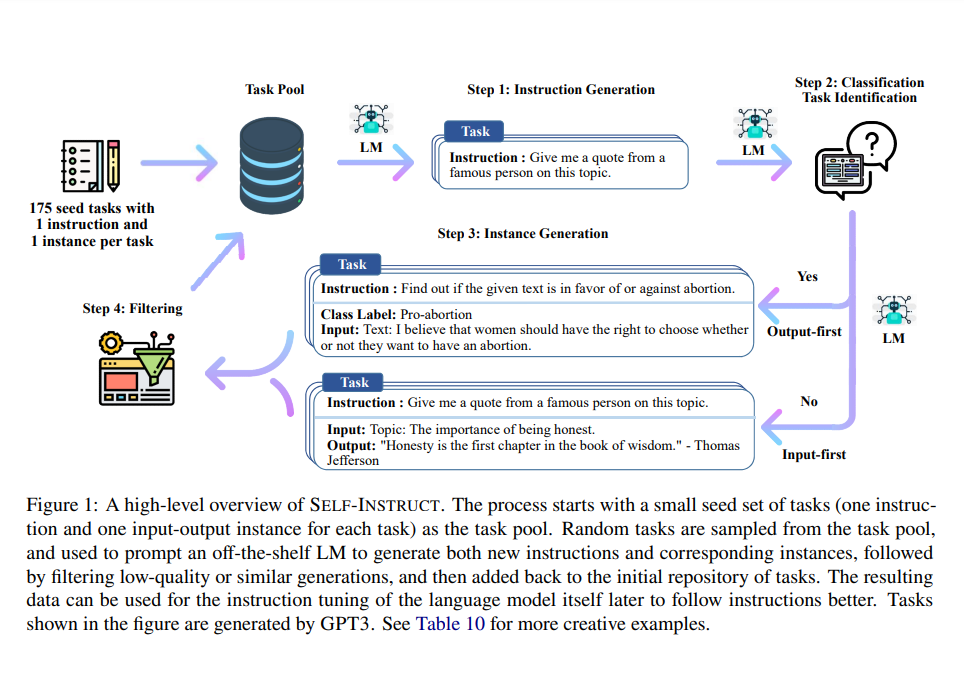 Task Pool
Step 1: Instruction Generation
Step 2: Classification
Task Identification
LM
LM
Task
Instruction : Give me a quote from a
famous person on this topic.
175 seed tasks with
1 instruction and
1 instance per task
Step 3: Instance Generation
Task
Instruction : Find out if the given text is in favor of or against abortion.
Class Label: Pro-abortion
Input: Text: I believe that women should have the right to choose whether
or not they want to have an abortion.
Yes
Output-first
LM
Step 4: Filtering
Task
Instruction : Give me a quote from a famous person on this topic.
Input: Topic: The importance of being honest.
Output: "Honesty is the first chapter in the book of wisdom." - Thomas
Jefferson
No
Input-first
Figure 1: A high-level overview of SELF-INSTRUCT. The process starts with a small seed set of tasks (one instruc-
tion and one input-output instance for each task) as the task pool. Random tasks are sampled from the task pool,
and used to prompt an off-the-shelf LM to generate both new instructions and corresponding instances, followed
by filtering low-quality or similar generations, and then added back to the initial repository of tasks. The resulting
data can be used for the instruction tuning of the language model itself later to follow instructions better. Tasks
shown in the figure are generated by GPT3. See Table 10 for more creative examples.